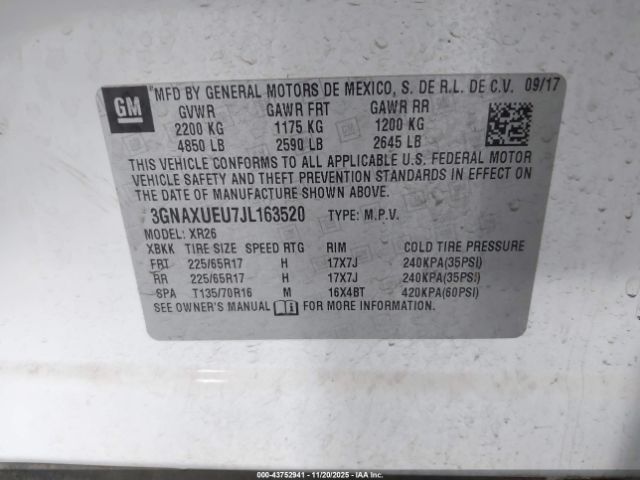 GM
*MFD BY GENERAL MOTORS DE MEXICO, S. DE R.L. DE C.V. 09/17
GVWR GAWR FRT GAWR RR
2200 KG 1175 KG 1200 KG
4850 LB 2590 LB 2645 LB
THIS VEHICLE CONFORMS TO ALL APPLICABLE U.S. FEDERAL MOTOR
VEHICLE SAFETY AND THEFT PREVENTION STANDARDS IN EFFECT ON
THE DATE OF MANUFACTURE SHOWN ABOVE.
3GNAXUEU7JL163520 TYPE: M.P.V.
MODEL: XR26
XBKK TIRE SIZE SPEED RTG RIM COLD TIRE PRESSURE
FRT 225/65R17 H 17X7J 240KPA(35PSI)
RR 225/65R17 H 17X7J 240KPA(35PSI)
SPA T135/70R16 M 16X4BT 420KPA(60PSI)
SEE OWNER'S MANUAL FOR MORE INFORMATION
000-43752941 | 11/20/2025 | IAA Inc.